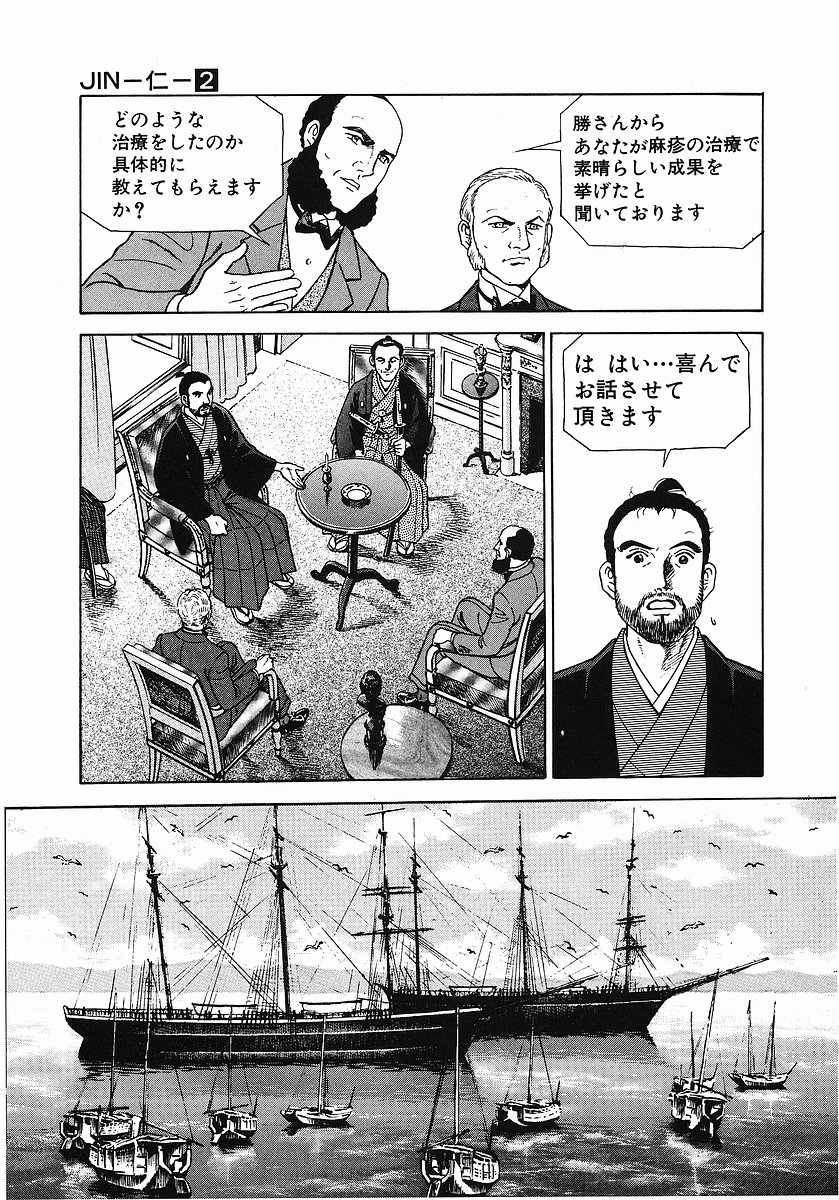 JIN－仁－2
勝さんから
あなたが麻疹の治療で
素晴らしい成果を
挙げたと
聞いております
どのような
治療をしたのか
具体的に
教えてもらえます
か？
は はい…喜んで
お話させて
頂きます